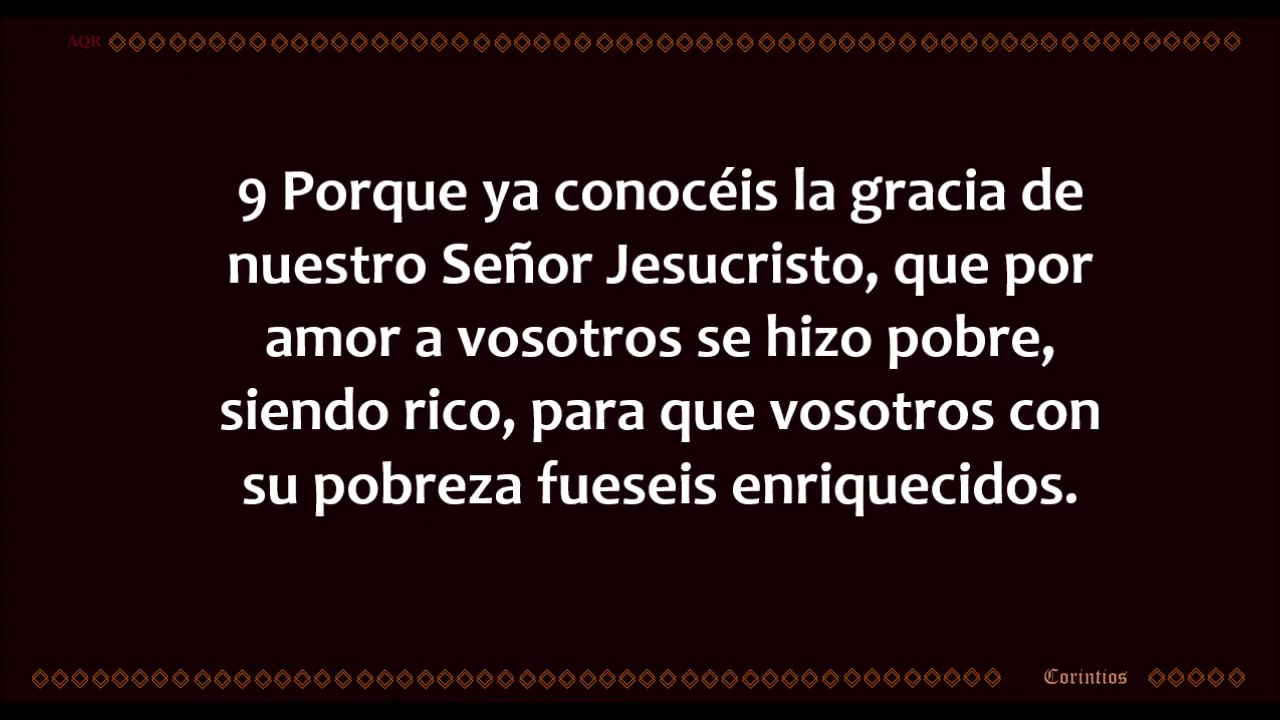 AQR
9 Porque ya conocéis la gracia de
nuestro Señor Jesucristo, que por
amor a vosotros se hizo pobre,
siendo rico, para que vosotros con
su pobreza fueseis enriquecidos.
Corintios